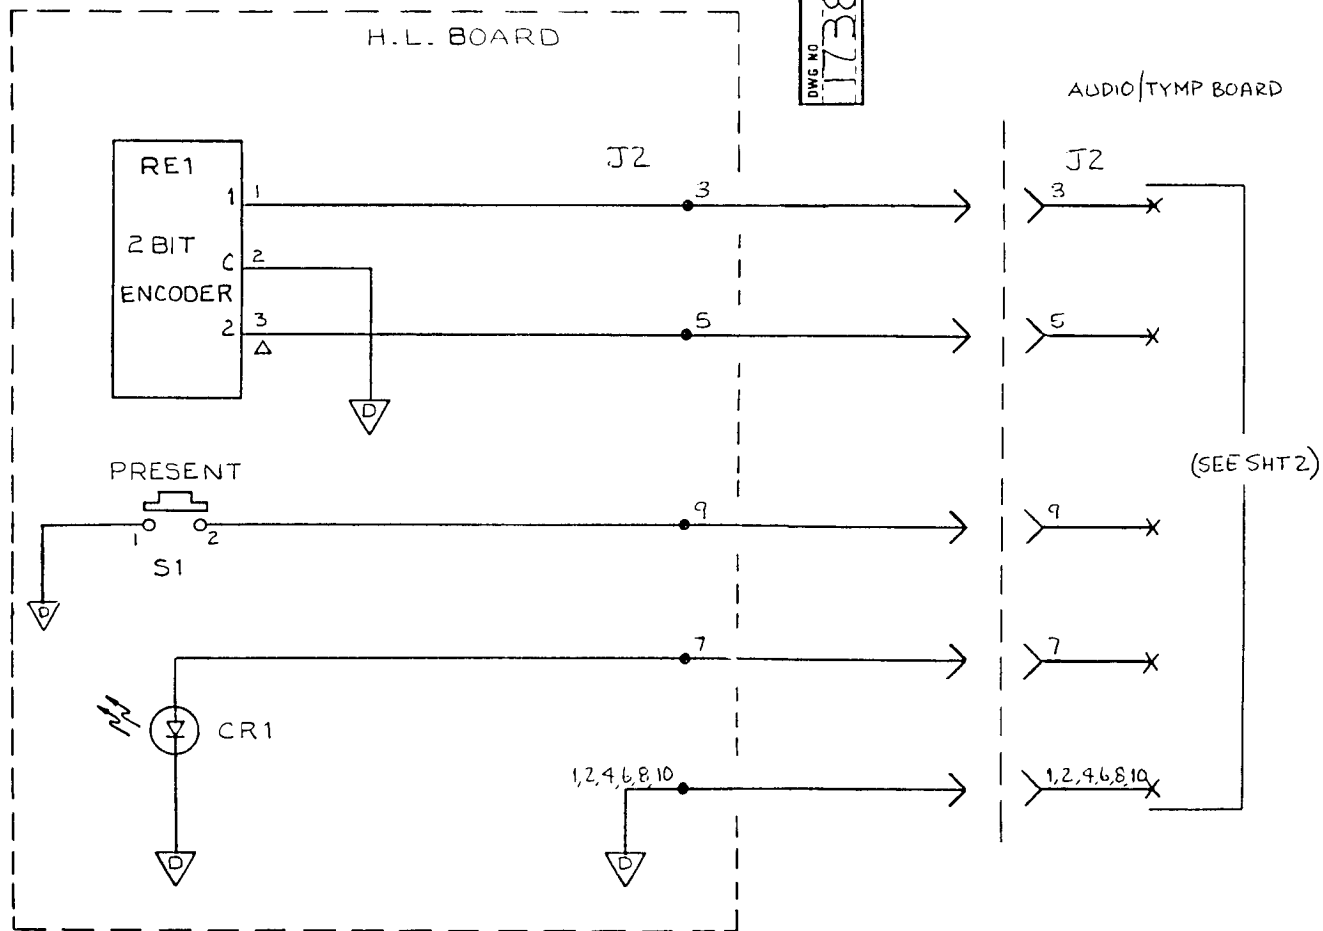 H.L. BOARD
DWG NO
AUDIO/TYMP BOARD
RE1
J2
J2
1
1
3
3
2 BIT
C
2
ENCODER
2
3
5
5
D
(SEE SHT 2)
PRESENT
9
9
1
2
S1
D
7
7
CR1
1,2,4,6,8,10
1,2,4,6,8,10
D
D